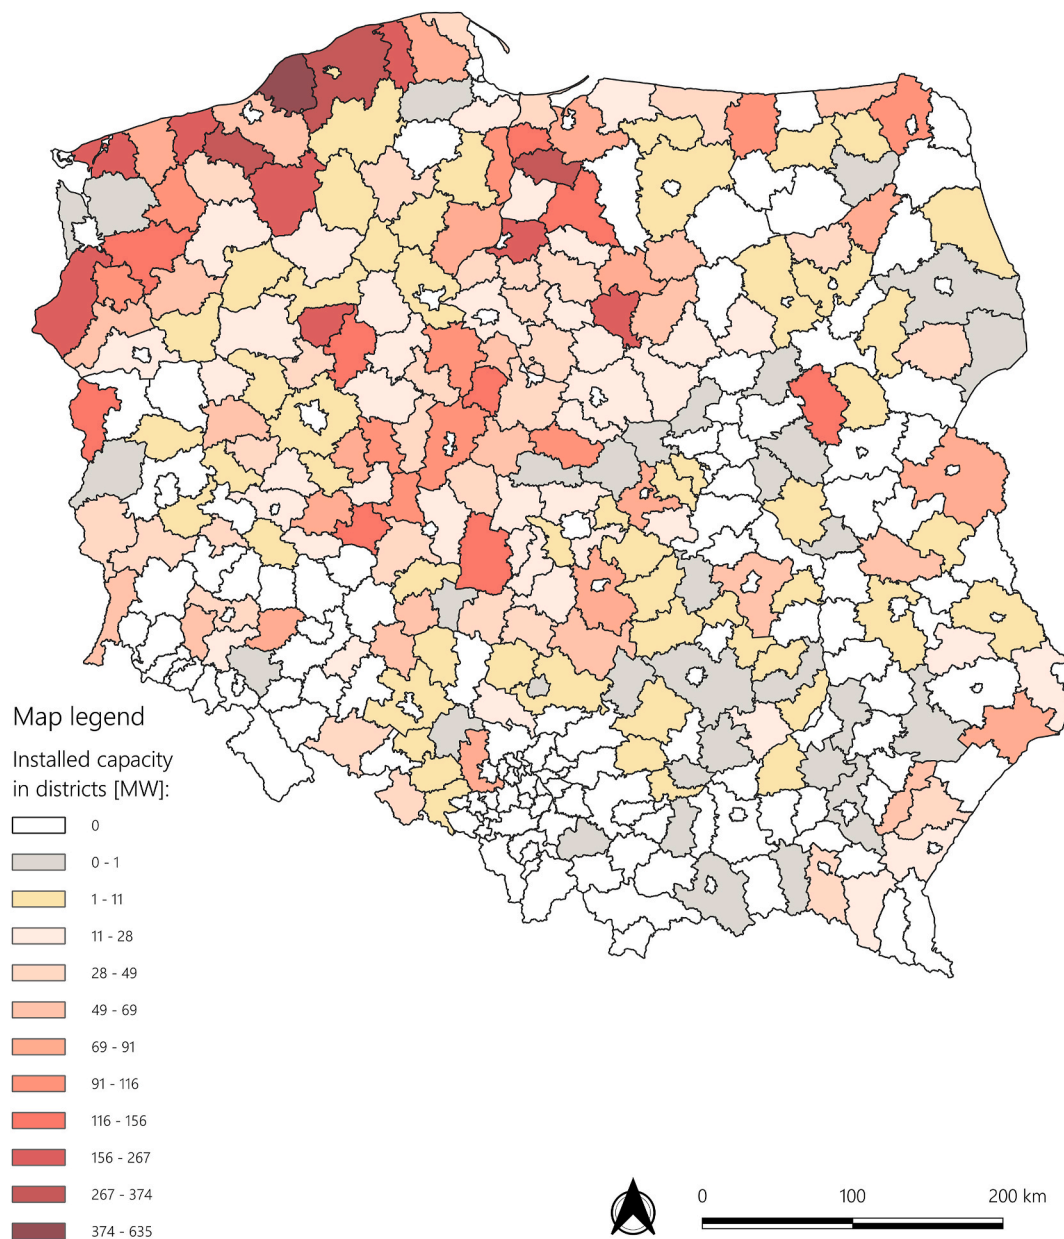 Map legend
Installed capacity
in districts [MW]:
0
0 - 1
1 - 11
11 - 28
28 - 49
49 - 69
69 - 91
91 - 116
116 - 156
156 - 267
267 - 374
374 - 635
0 100 200 km